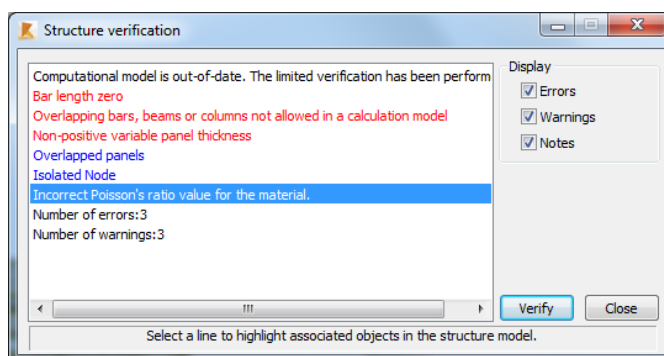 Structure verification
Computational model is out-of-date. The limited verification has been perform
Bar length zero
Overlapping bars, beams or columns not allowed in a calculation model
Non-positive variable panel thickness
Overlapped panels
Isolated Node
Incorrect Poisson's ratio value for the material.
Number of errors:3
Number of warnings:3
Display
Errors
Warnings
Notes
Verify
Close
Select a line to highlight associated objects in the structure model.